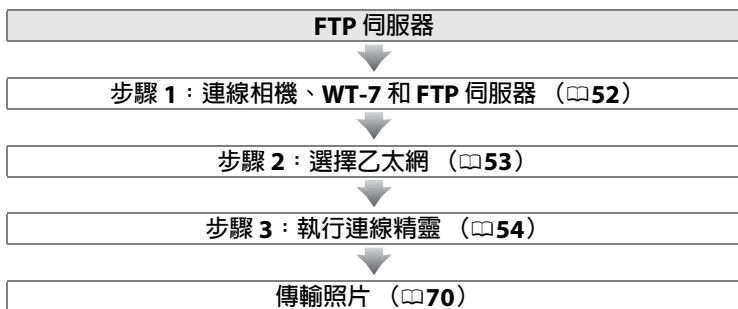 FTP 伺服器
步驟 1：連線相機、WT-7 和 FTP 伺服器 （📖52）
步驟 2：選擇乙太網 （📖53）
步驟 3：執行連線精靈 （📖54）
傳輸照片 （📖70）